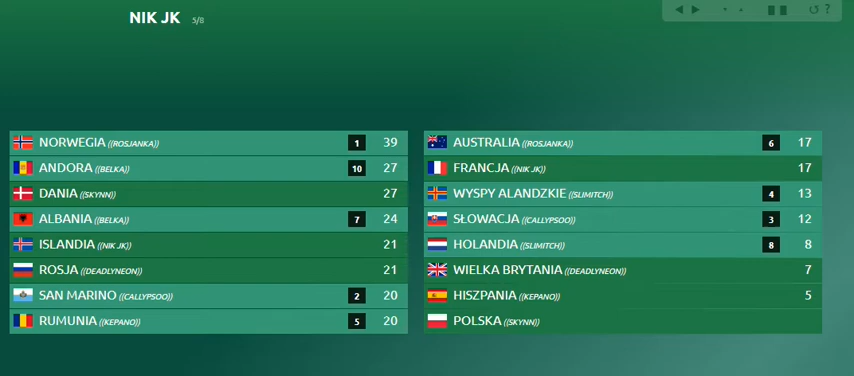 NIK JK 5/8
?
NORWEGIA ((ROSJANKA)) 1 39
ANDORA ((BELKA)) 10 27
DANIA ((SKYNN)) 27
ALBANIA ((BELKA)) 7 24
ISLANDIA ((NIK JK)) 21
ROSJA ((DEADLYNEON)) 21
SAN MARINO ((CALLYPSOO)) 2 20
RUMUNIA ((KEPANO)) 5 20
AUSTRALIA ((ROSJANKA)) 6 17
FRANCJA ((NIK JK)) 17
WYSPY ALANDZKIE ((SLIMITCH)) 4 13
SŁOWACJA ((CALLYPSOO)) 3 12
HOLANDIA ((SLIMITCH)) 8 8
WIELKA BRYTANIA ((DEADLYNEON)) 7
HISZPANIA ((KEPANO)) 5
POLSKA ((SKYNN))